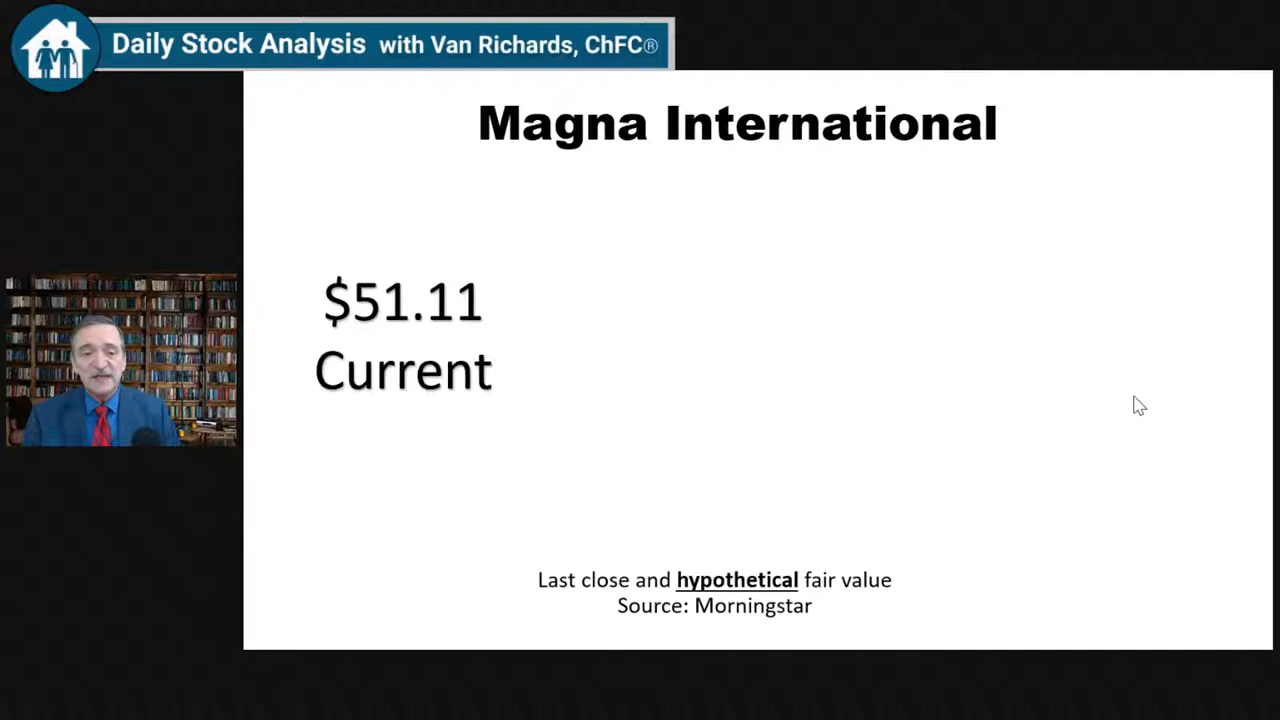 Daily Stock Analysis with Van Richards, ChFC®
Magna International
$51.11
Current
Last close and hypothetical fair value
Source: Morningstar